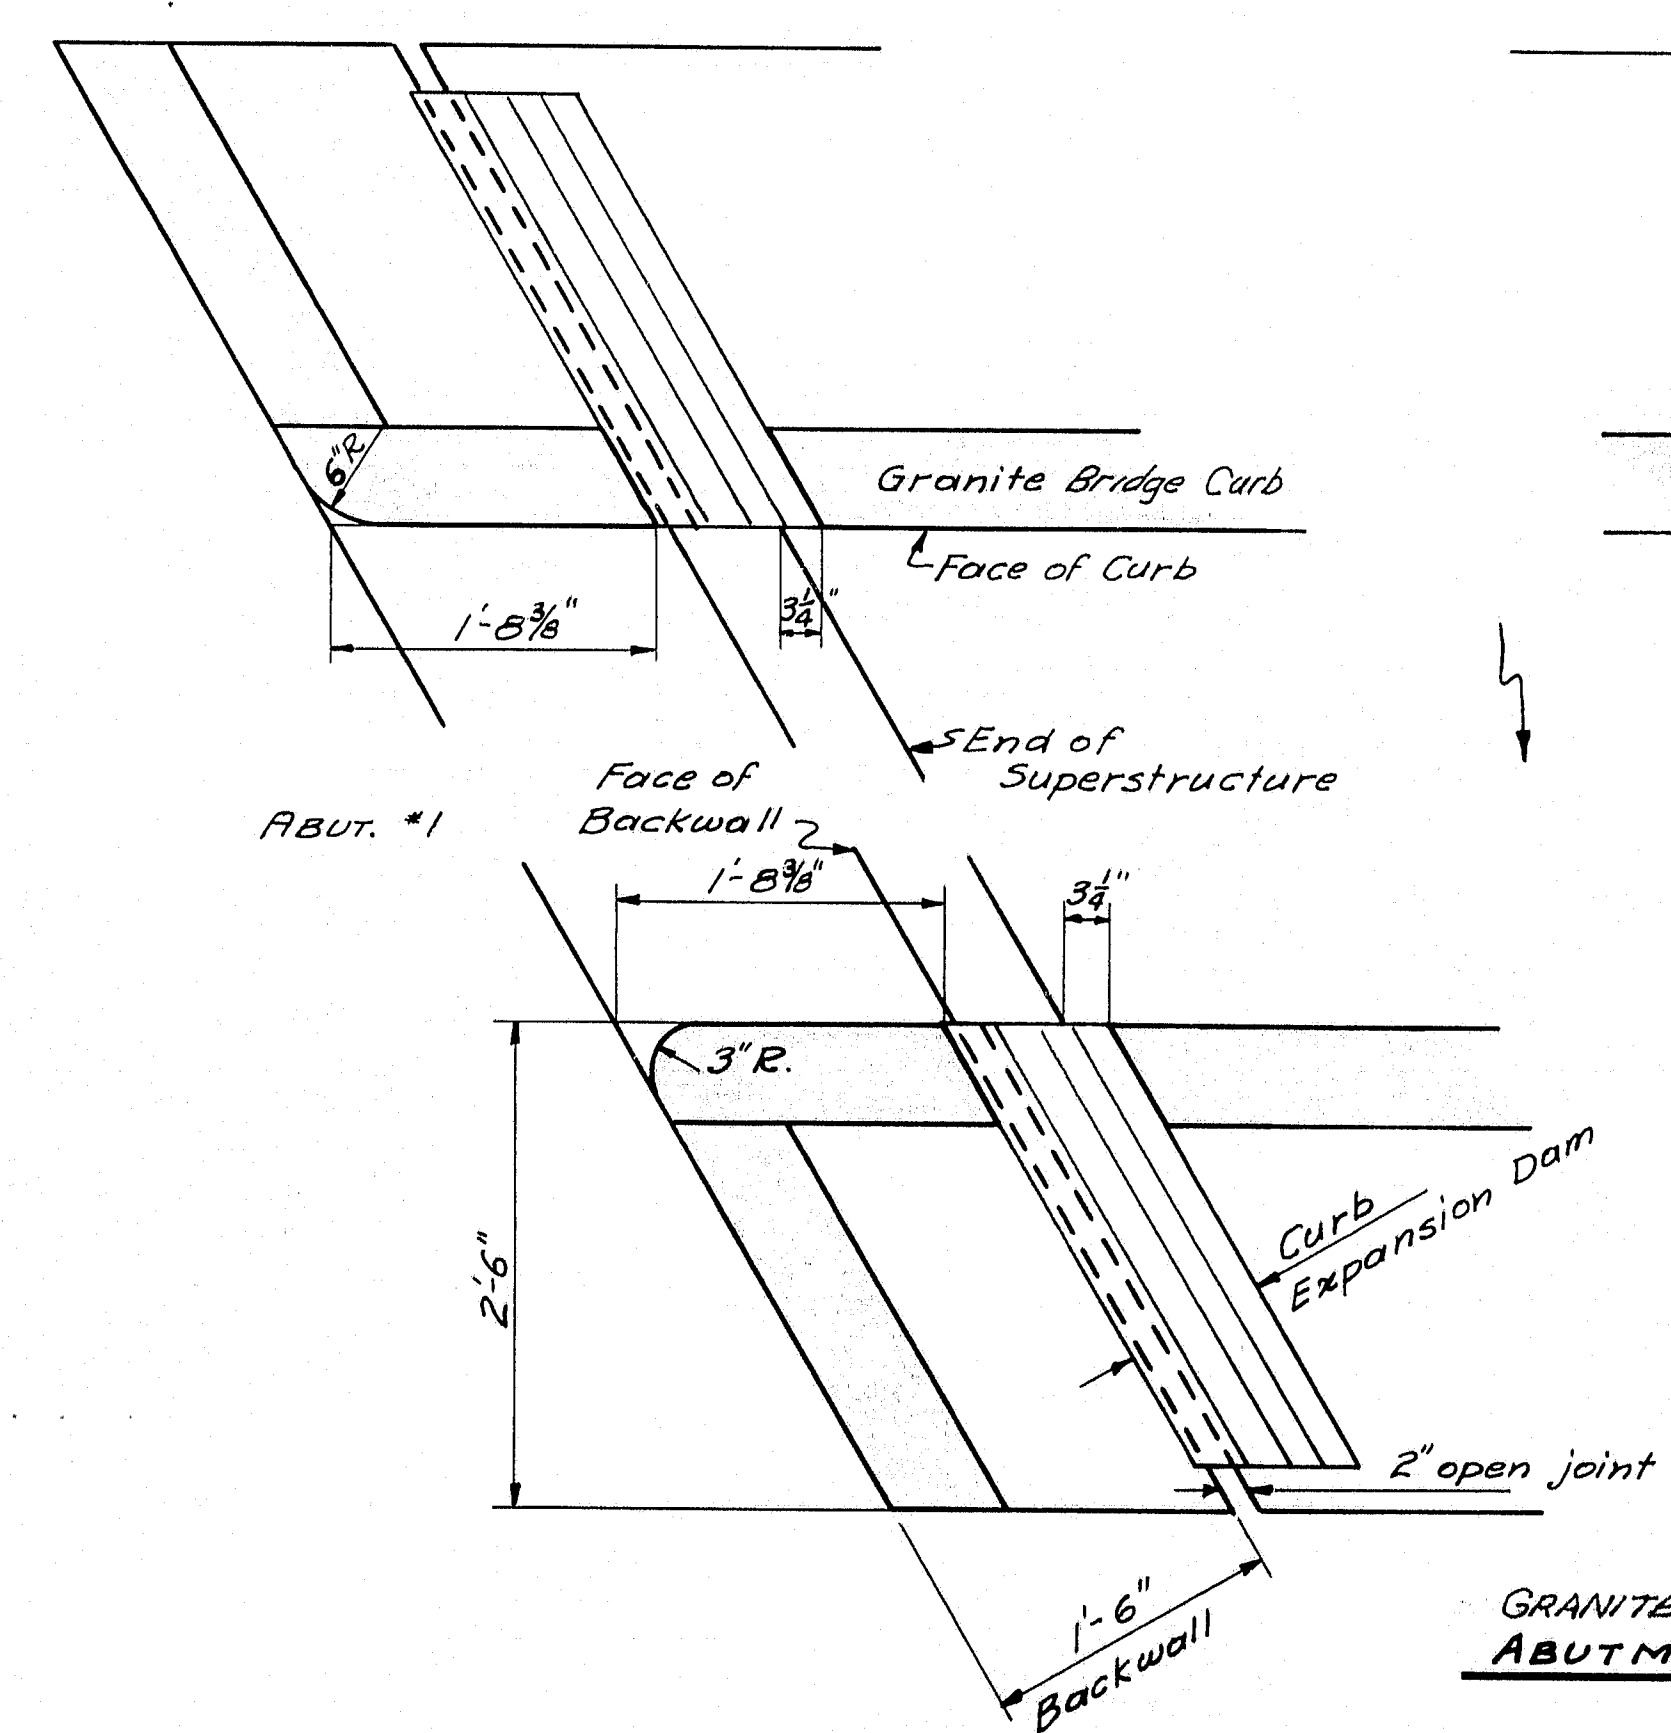 6"R
Granite Bridge Curb
Face of Curb
1'-8 3/8"
3 1/4"
End of
Superstructure
Face of
Backwall
ABUT. #1
1'-8 3/8"
3 1/4"
3"R.
2'-6"
Curb
Expansion Dam
2" open joint
1'-6"
Backwall
GRANITE
ABUTM